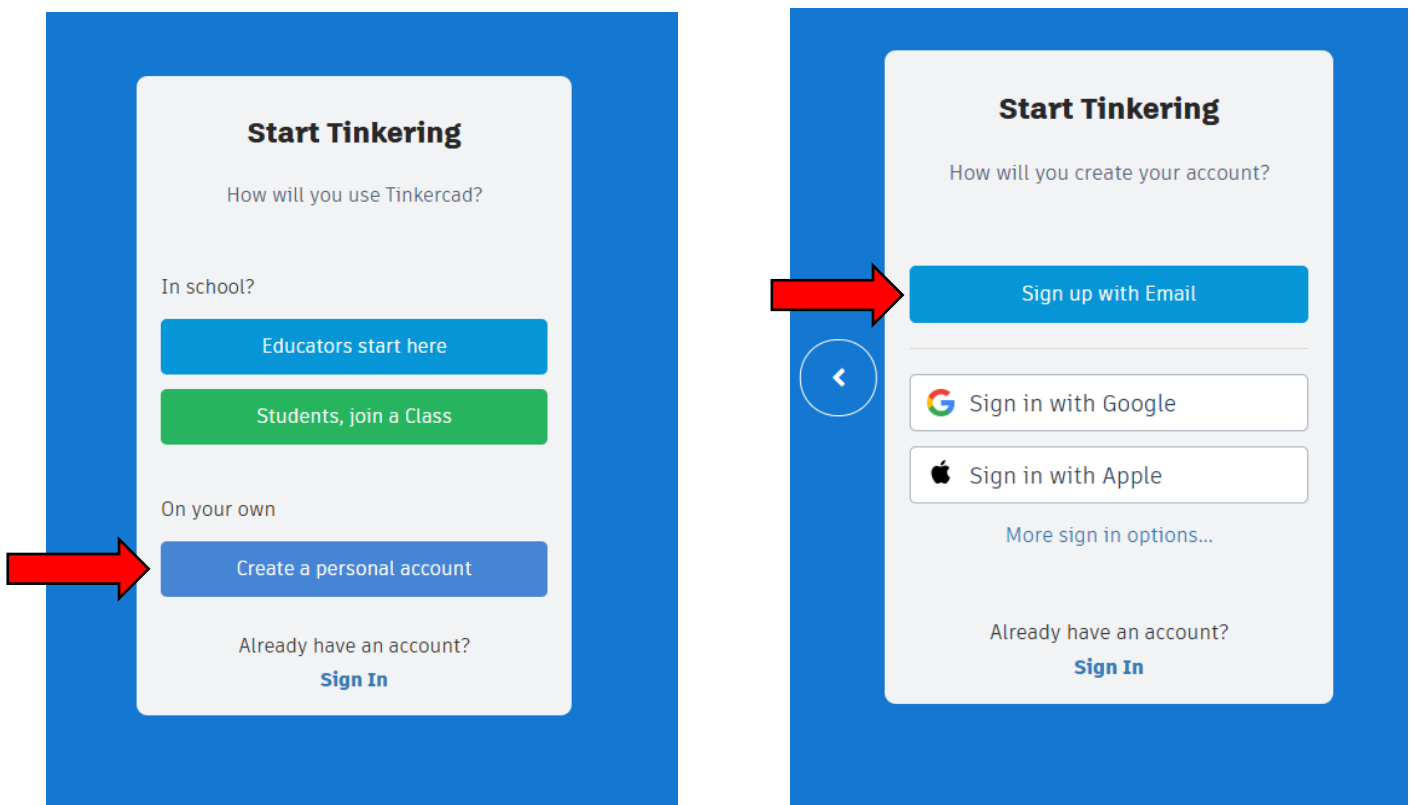 Start Tinkering
How will you use Tinkercad?
In school?
Educators start here
Students, join a Class
On your own
Create a personal account
Already have an account?
Sign In
Start Tinkering
How will you create your account?
Sign up with Email
Sign in with Google
Sign in with Apple
More sign in options...
Already have an account?
Sign In